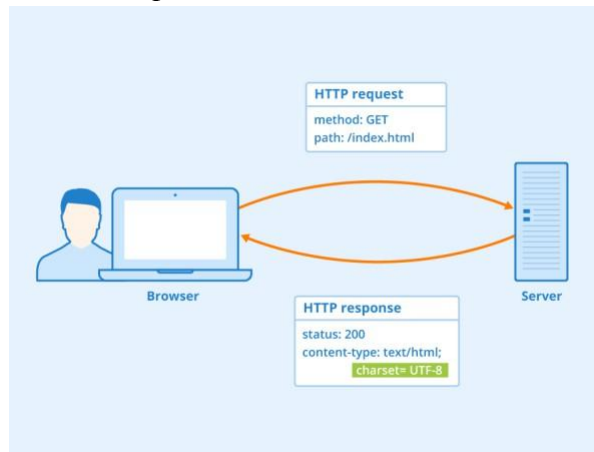 HTTP request
method: GET
path: /index.html
Browser
Server
HTTP response
status: 200
content-type: text/html;
charset= UTF-8